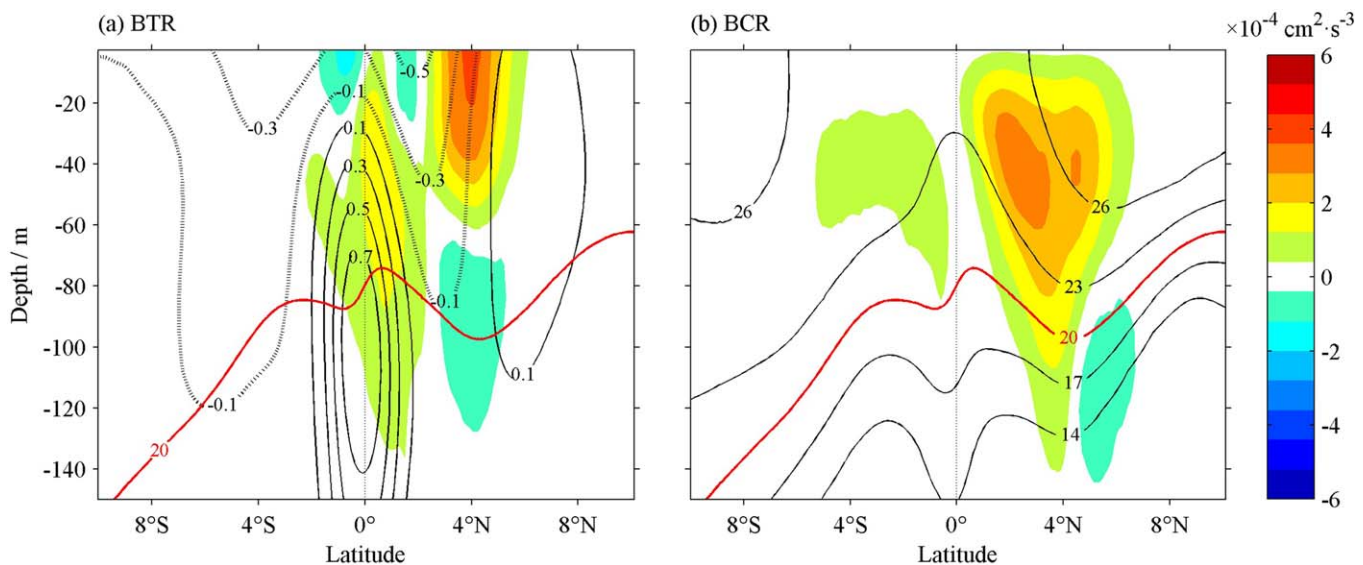 (a) BTR
(b) BCR
×10⁻⁴ cm²·s⁻³
6
4
2
0
-2
-4
-6
Depth / m
-20
-40
-60
-80
-100
-120
-140
-0.3
-0.1
-0.5
-0.1
0.1
0.3
0.5
0.7
-0.3
-0.1
0.1
20
26
26
23
20
17
14
8°S
4°S
0°
4°N
8°N
Latitude
8°S
4°S
0°
4°N
8°N
Latitude